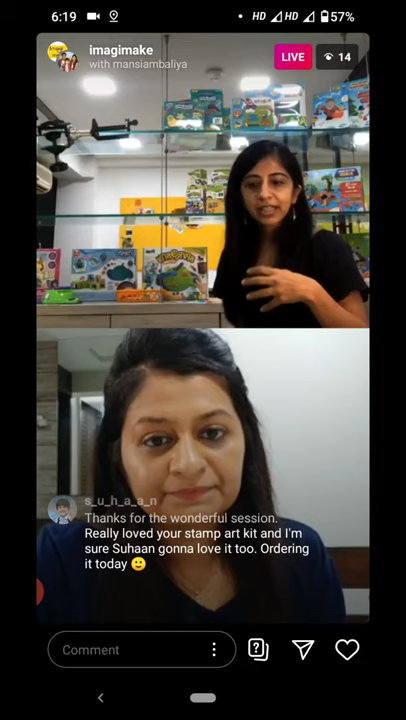 6:19
HD HD 57%
imagimake
with mansiambaliya
LIVE
14
s_u_h_a_a_n
Thanks for the wonderful session.
Really loved your stamp art kit and I'm
sure Suhaan gonna love it too. Ordering
it today 🙂
Comment